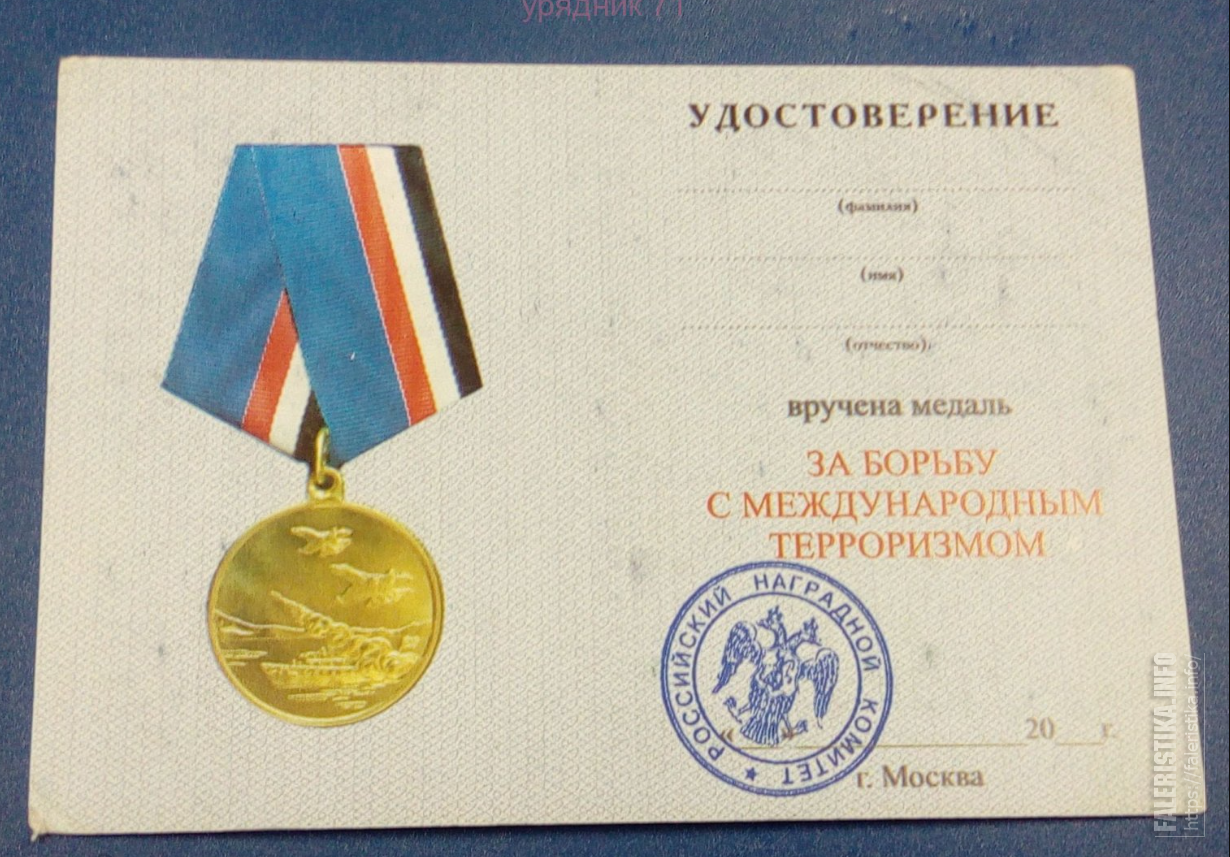 урядник 71
УДОСТОВЕРЕНИЕ
(фамилия)
(имя)
(отчество)
вручена медаль
ЗА БОРЬБУ
С МЕЖДУНАРОДНЫМ
ТЕРРОРИЗМОМ
РОССИЙСКИЙ НАГРАДНОЙ КОМИТЕТ
« » 20 г.
г. Москва
FALERISTIKA.INFO
https://faleristika.info/